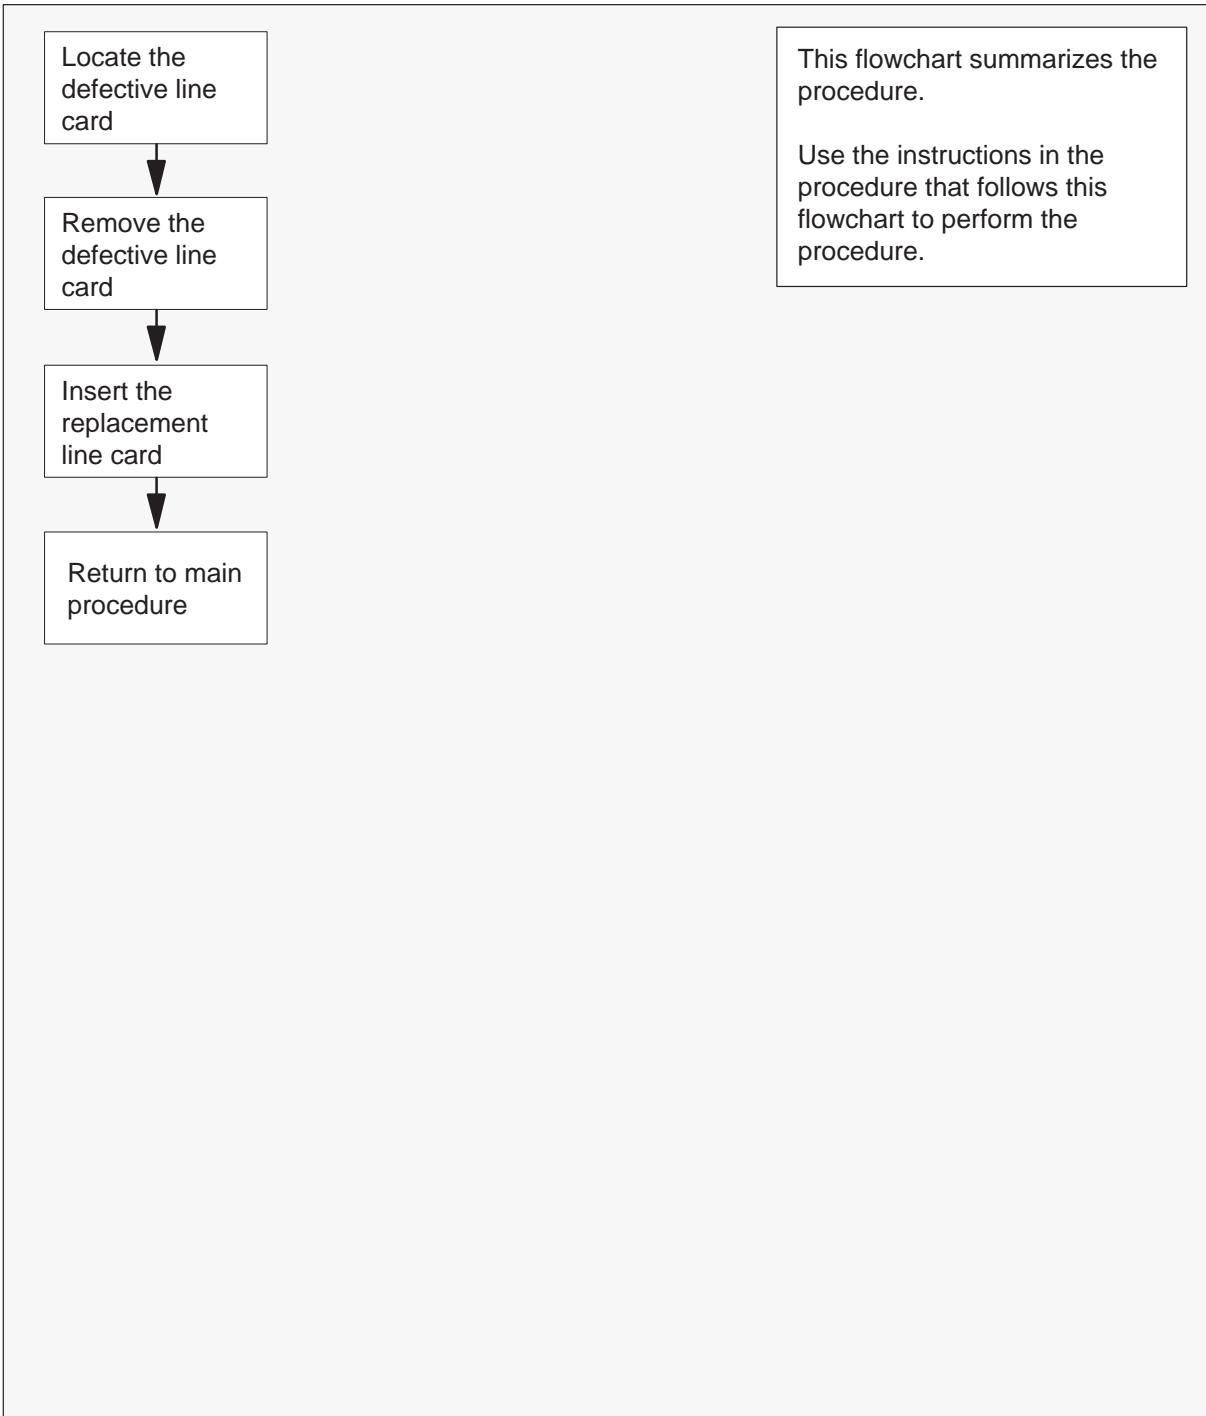 Locate the
defective line
card
Remove the
defective line
card
Insert the
replacement
line card
Return to main
procedure
This flowchart summarizes the
procedure.
Use the instructions in the
procedure that follows this
flowchart to perform the
procedure.